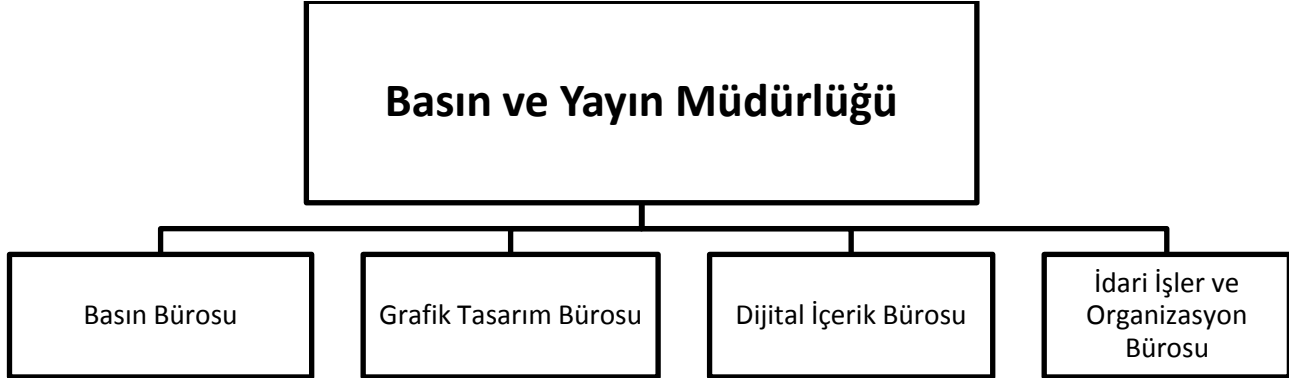 Basın ve Yayın Müdürlüğü
Basın Bürosu
Grafik Tasarım Bürosu
Dijital İçerik Bürosu
İdari İşler ve
Organizasyon
Bürosu